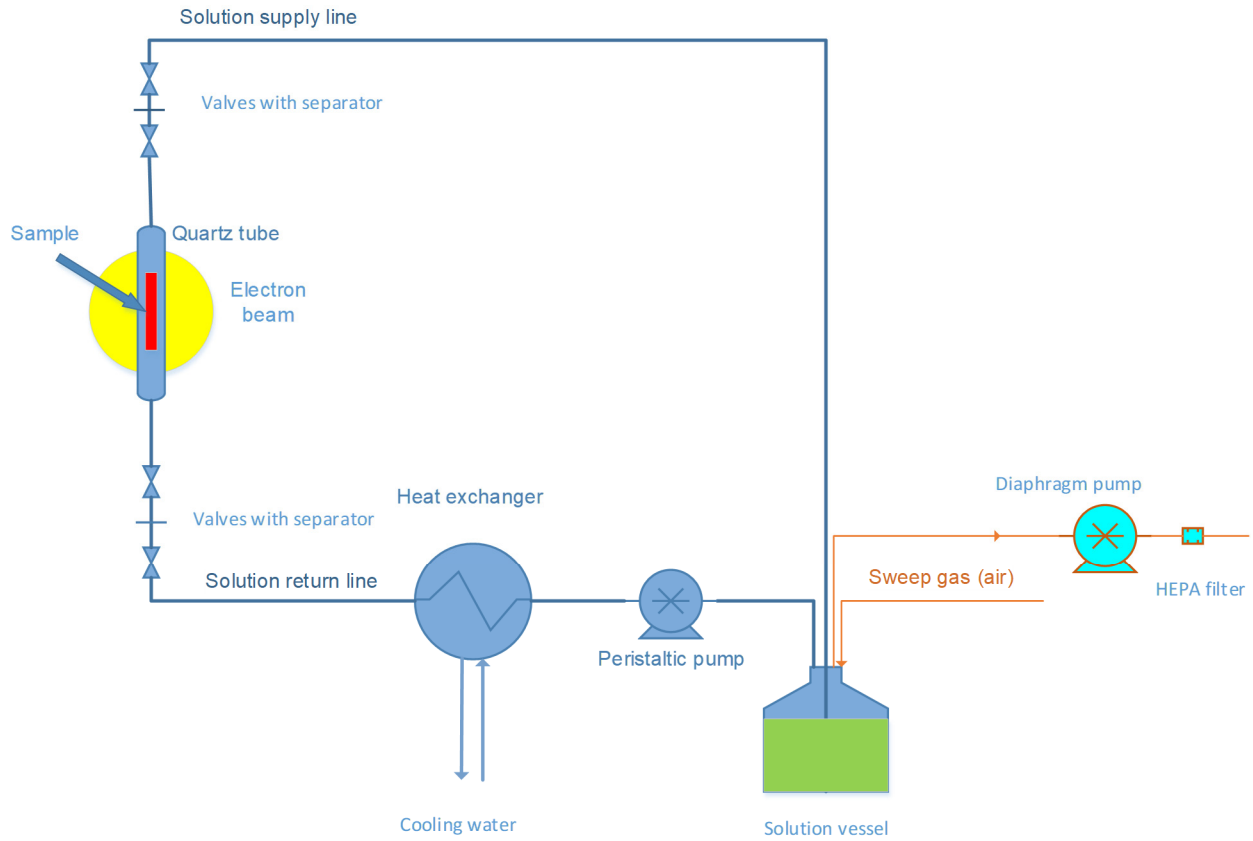 Solution supply line
Valves with separator
Sample
Quartz tube
Electron
beam
Heat exchanger
Diaphragm pump
Valves with separator
Solution return line
Sweep gas (air)
HEPA filter
Peristaltic pump
Cooling water
Solution vessel